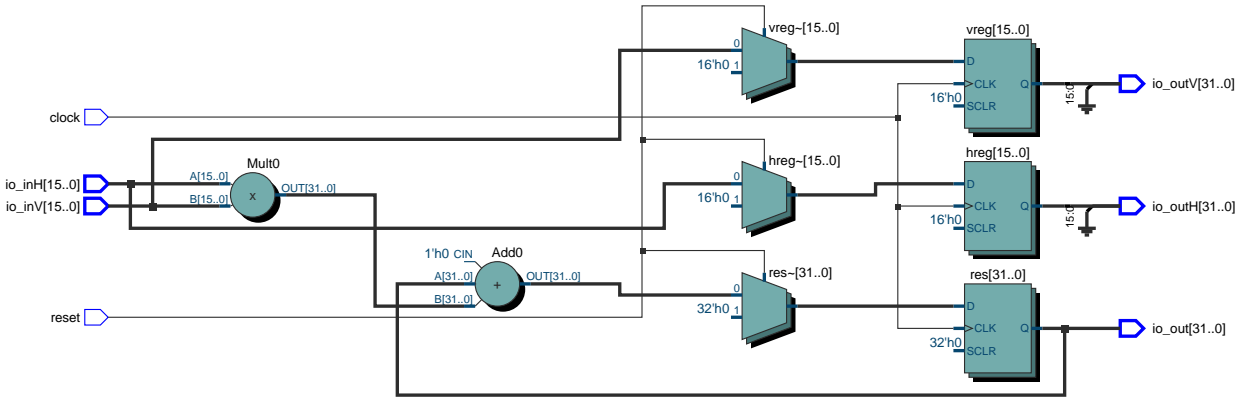 vreg~[15..0]
0
16'h0 1
vreg[15..0]
D
CLK
Q
16'h0
SCLR
15:0
io_outV[31..0]
clock
io_inH[15..0]
io_inV[15..0]
Mult0
A[15..0]
B[15..0]
x
OUT[31..0]
hreg~[15..0]
0
16'h0 1
hreg[15..0]
D
CLK
Q
16'h0
SCLR
15:0
io_outH[31..0]
1'h0 CIN
Add0
A[31..0]
B[31..0]
+
OUT[31..0]
res~[31..0]
0
32'h0 1
res[31..0]
D
CLK
Q
32'h0
SCLR
io_out[31..0]
reset